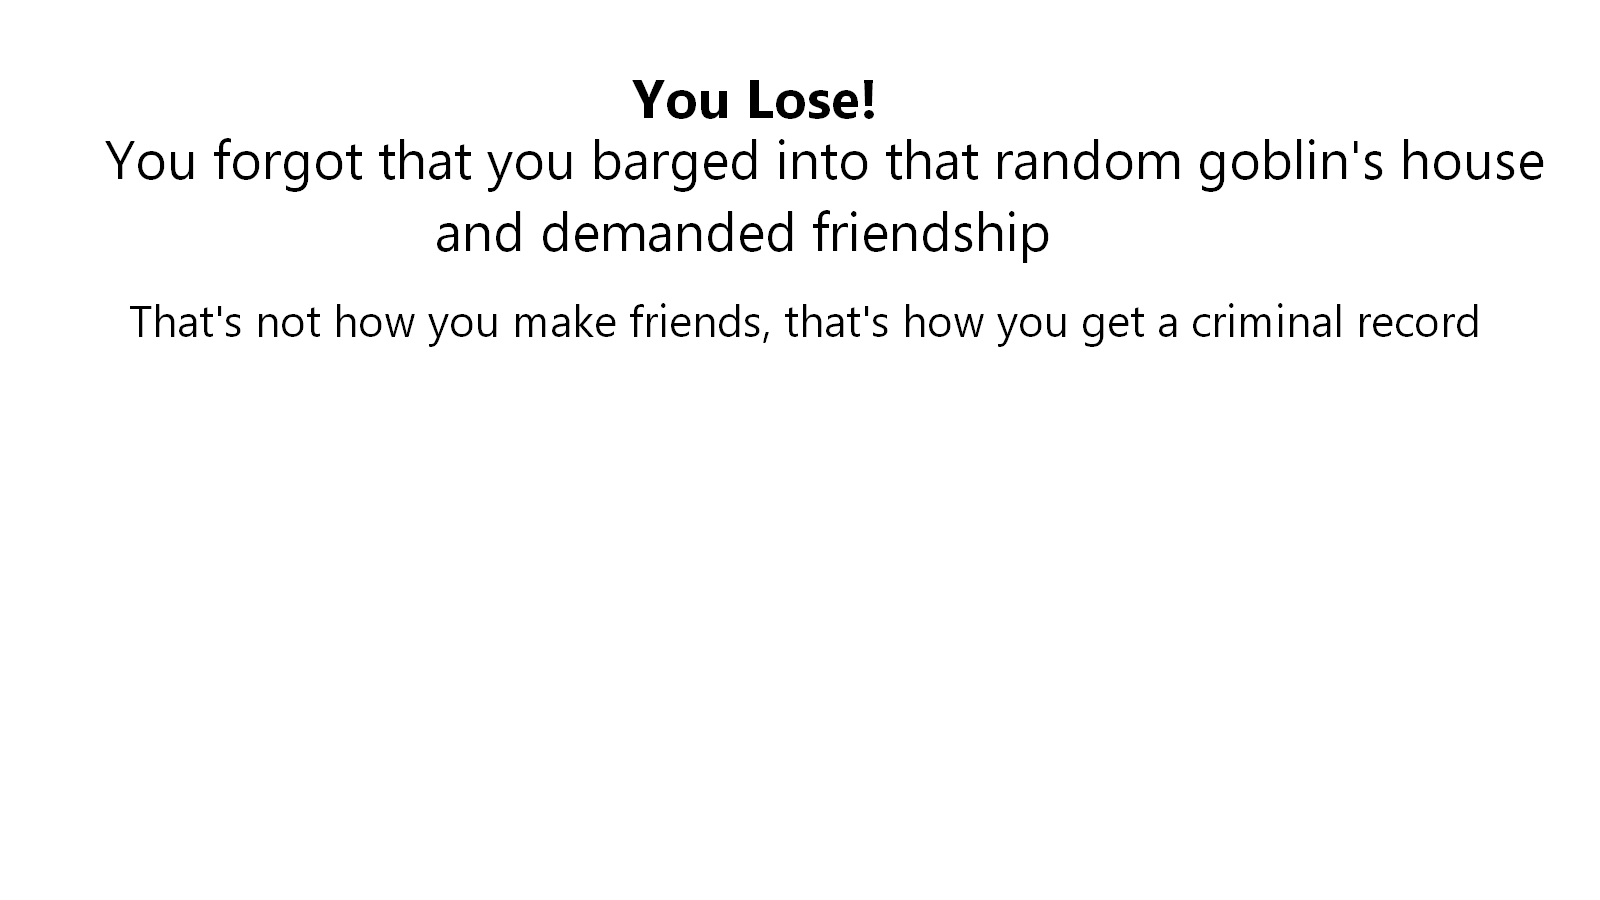 You Lose!
You forgot that you barged into that random goblin's house
and demanded friendship
That's not how you make friends, that's how you get a criminal record